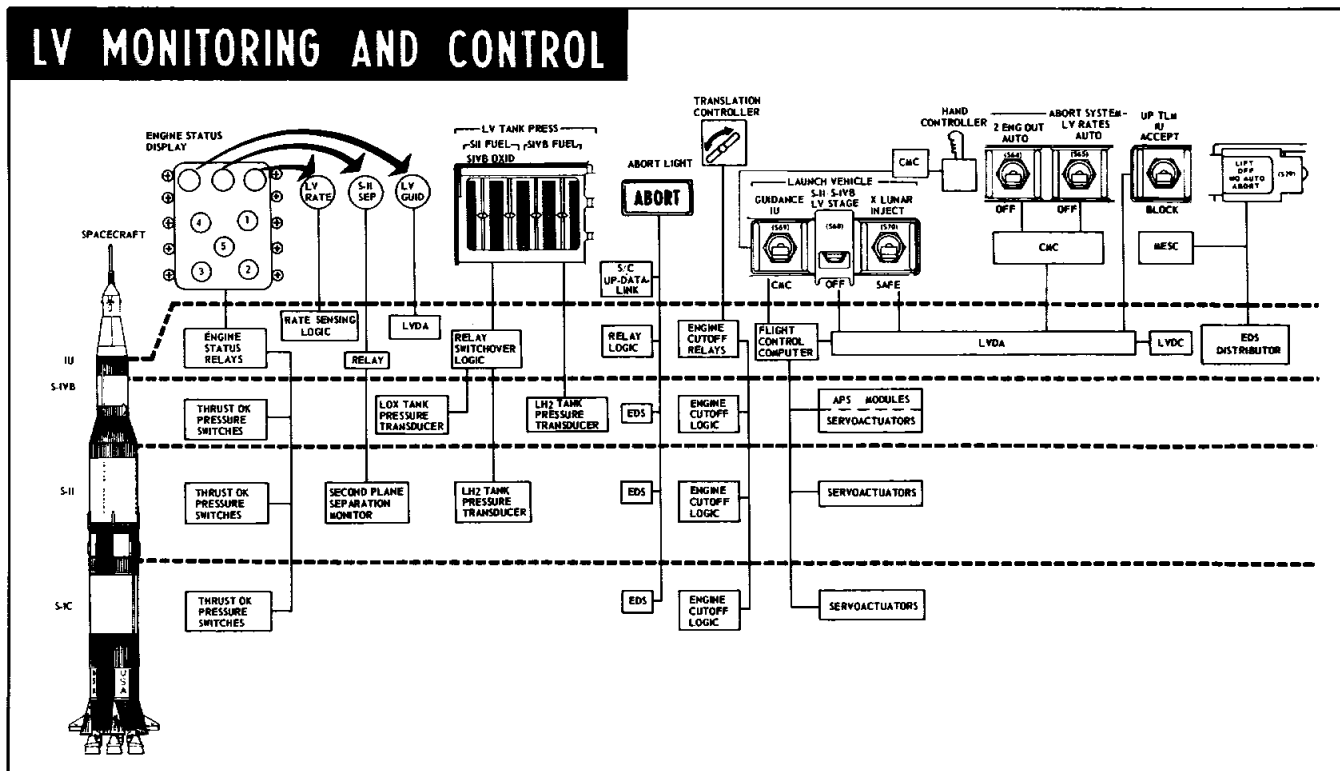 LV MONITORING AND CONTROL
ENGINE STATUS
DISPLAY
4
1
5
3
2
LV
RATE
S-II
SEP
LV
GUID
LV TANK PRESS
SII FUEL
SIVB FUEL
SIVB OXID
ABORT LIGHT
ABORT
TRANSLATION
CONTROLLER
LAUNCH VEHICLE
GUIDANCE
IU
S-II S-IVB
LV STAGE
X LUNAR
INJECT
(S69)
(S68)
(S70)
CMC
OFF
SAFE
CMC
HAND
CONTROLLER
ABORT SYSTEM-
2 ENG OUT
AUTO
LV RATES
AUTO
(S64)
(S65)
OFF
OFF
CMC
UP TLM
IU
ACCEPT
BLOCK
LIFT
OFF
NO AUTO
ABORT
(S79)
MESC
S/C
UP-DATA-
LINK
SPACECRAFT
IU
ENGINE
STATUS
RELAYS
RATE SENSING
LOGIC
RELAY
LVDA
RELAY
SWITCHOVER
LOGIC
RELAY
LOGIC
ENGINE
CUTOFF
RELAYS
FLIGHT
CONTROL
COMPUTER
LVDA
LVDC
EDS
DISTRIBUTOR
S-IVB
THRUST OK
PRESSURE
SWITCHES
LOX TANK
PRESSURE
TRANSDUCER
LH2 TANK
PRESSURE
TRANSDUCER
EDS
ENGINE
CUTOFF
LOGIC
APS MODULES
SERVOACTUATORS
S-II
THRUST OK
PRESSURE
SWITCHES
SECOND PLANE
SEPARATION
MONITOR
LH2 TANK
PRESSURE
TRANSDUCER
EDS
ENGINE
CUTOFF
LOGIC
SERVOACTUATORS
S-IC
THRUST OK
PRESSURE
SWITCHES
EDS
ENGINE
CUTOFF
LOGIC
SERVOACTUATORS
USA